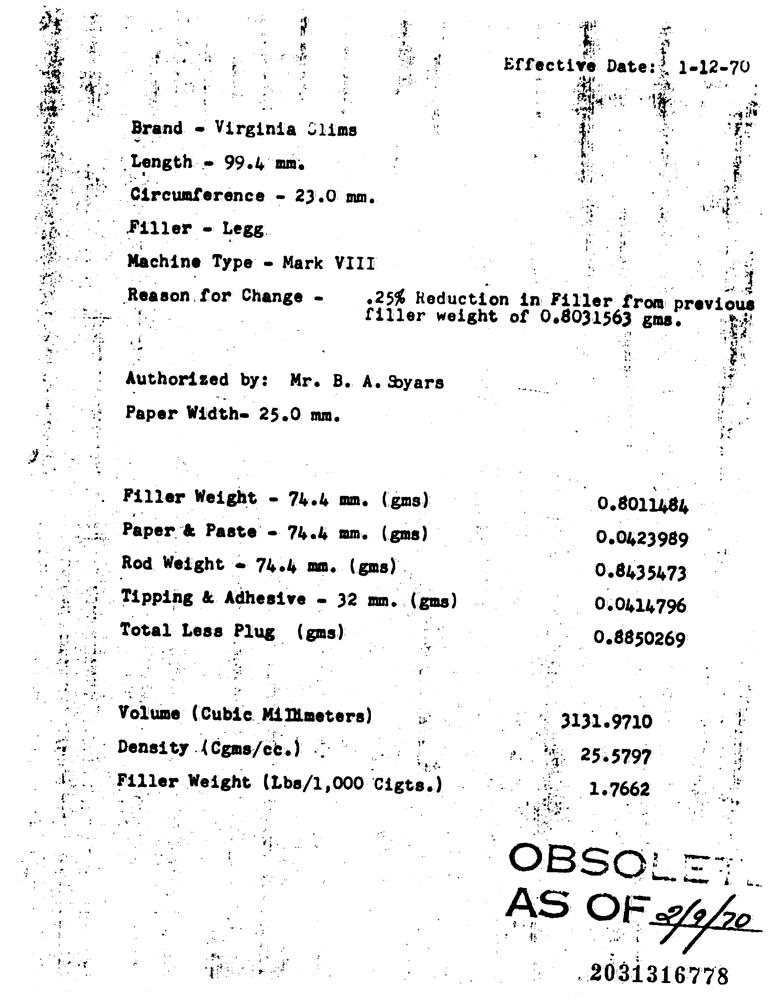 Effective Date: 1-12-70
Brand - Virginia Slims
Length - 99.4 mm.
Circumference - 23.0 mm.
Filler - Legg
Machine Type - Mark VIII
Reason for Change - .25% Reduction in Filler from previous
filler weight of 0.8031563 gms.
Authorized by: Mr. B. A. Soyars
Paper Width- 25.0 mm.
Filler Weight - 74.4 mm. (gms) 0.8011484
Paper & Paste - 74.4 mm. (gms) 0.0423989
Rod Weight - 74.4 mm. (gms) 0.8435473
Tipping & Adhesive - 32 mm. (gms) 0.0414796
Total Less Plug (gms) 0.8850269
Volume (Cubic Millimeters) 3131.9710
Density (Cgms/cc.) 25.5797
Filler Weight (Lbs/1,000 Cigts.) 1.7662
OBSOLETE
AS OF 2/9/70
2031316778